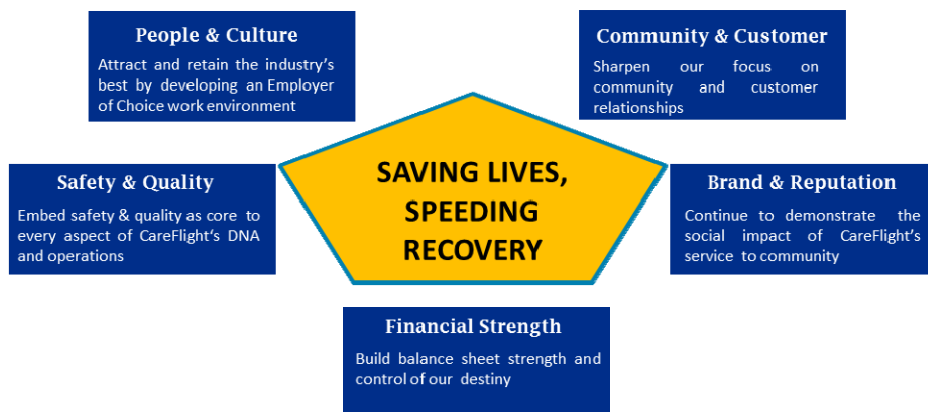 People & Culture
Attract and retain the industry's
best by developing an Employer
of Choice work environment
Community & Customer
Sharpen our focus on
community and customer
relationships
SAVING LIVES,
SPEEDING
RECOVERY
Safety & Quality
Embed safety & quality as core to
every aspect of CareFlight's DNA
and operations
Brand & Reputation
Continue to demonstrate the
social impact of CareFlight's
service to community
Financial Strength
Build balance sheet strength and
control of our destiny